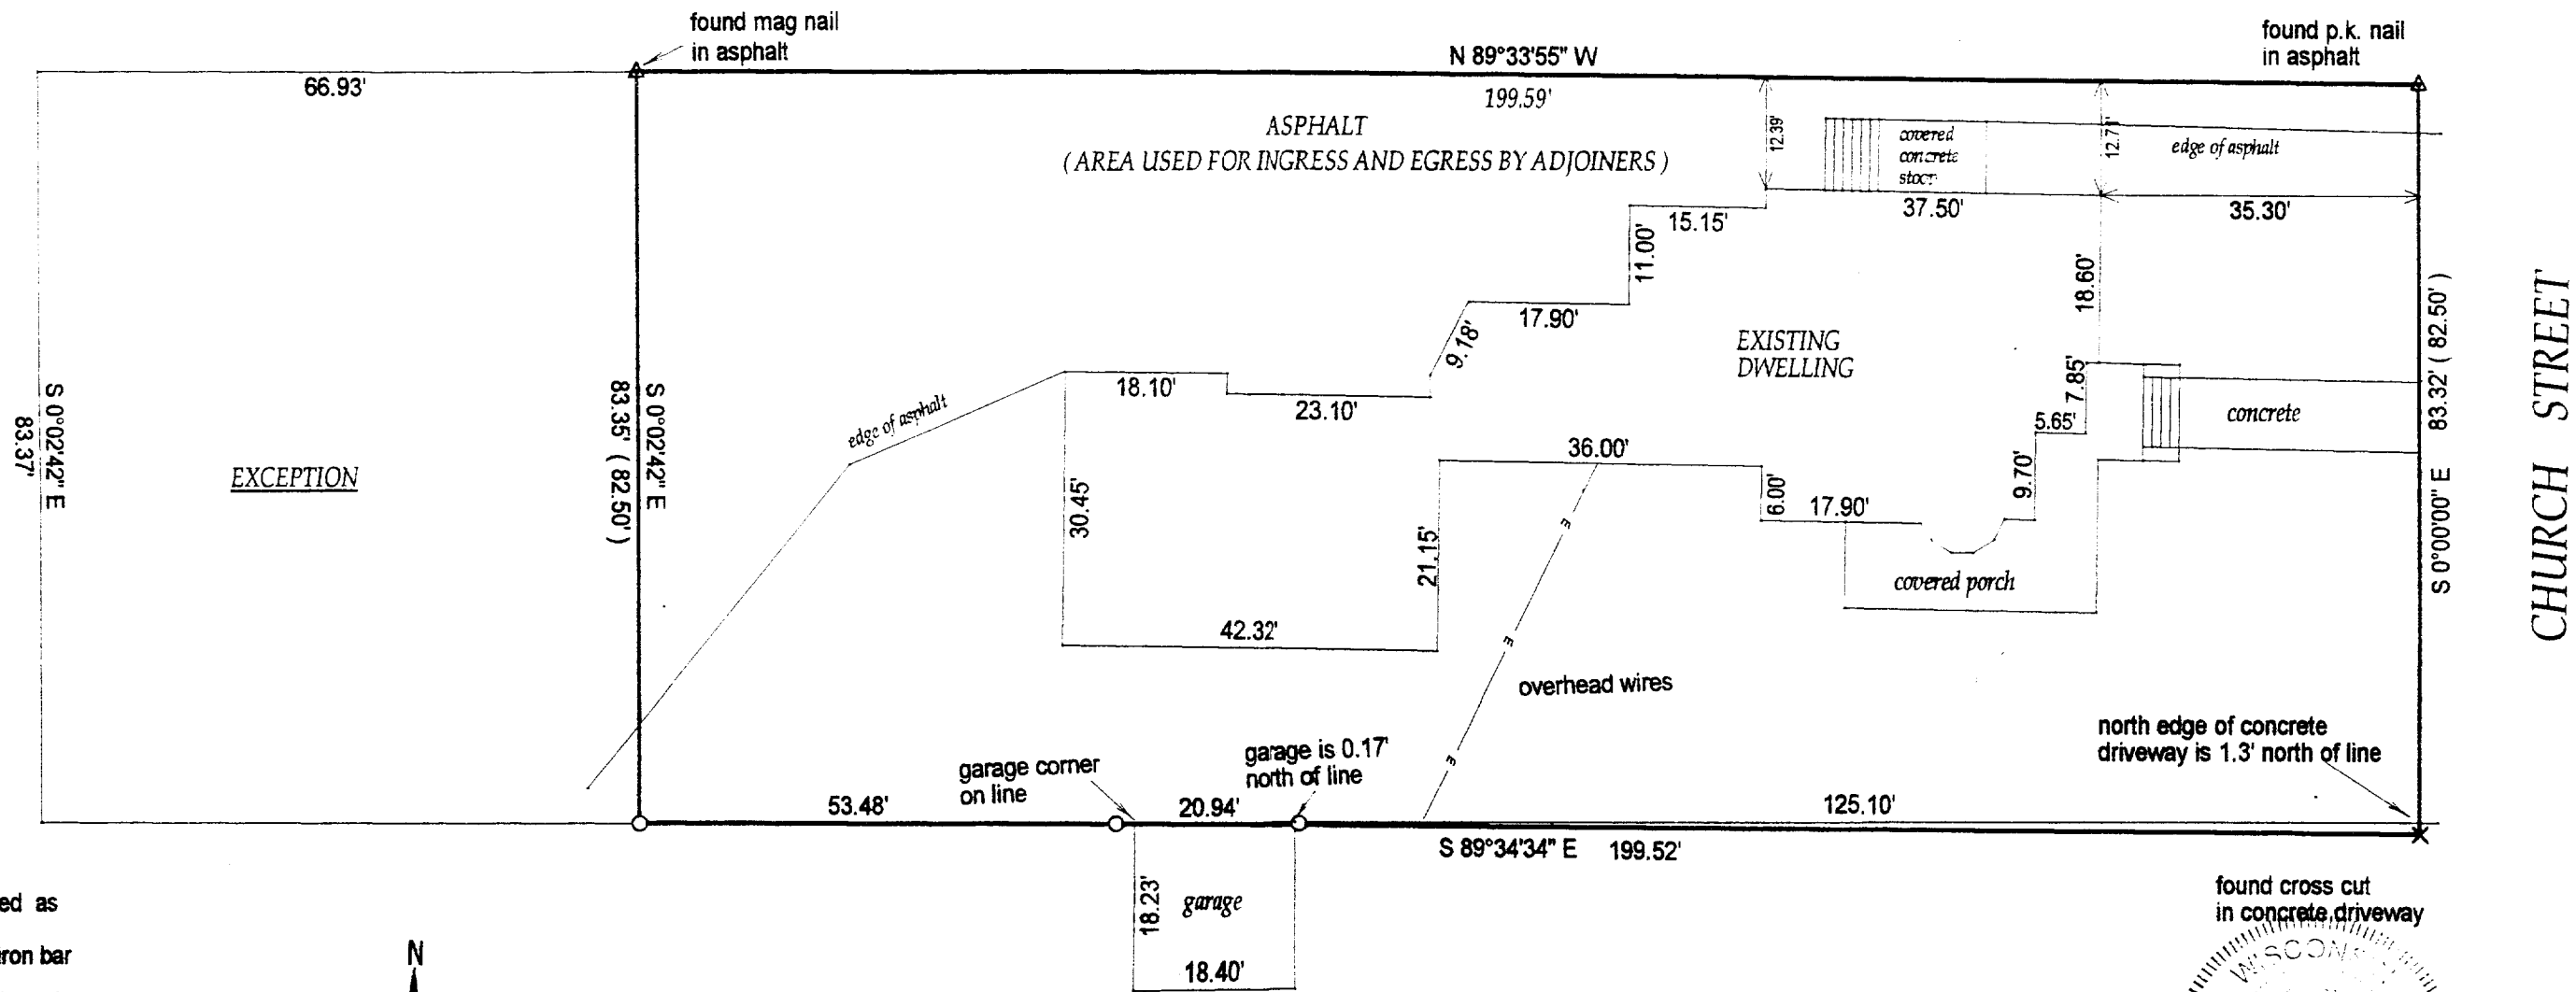 found mag nail
in asphalt
found p.k. nail
in asphalt
N 89°33'55" W
66.93'
199.59'
ASPHALT
( AREA USED FOR INGRESS AND EGRESS BY ADJOINERS )
12.39'
covered
concrete
12.71'
edge of asphalt
15.15'
37.50'
35.30'
11.00'
18.60'
17.90'
9.18'
EXISTING
DWELLING
S 0°02'42" E
83.37'
EXCEPTION
S 0°02'42" E
83.35' ( 82.50' )
edge of asphalt
18.10'
23.10'
7.85'
5.65'
concrete
83.32' ( 82.50' )
S 0°00'00" E
CHURCH STREET
36.00'
30.45'
21.15'
6.00'
17.90'
9.70'
covered porch
E
E
E
42.32'
overhead wires
north edge of concrete
driveway is 1.3' north of line
garage is 0.17'
north of line
garage corner
on line
53.48'
20.94'
125.10'
S 89°34'34" E 199.52'
18.23'
garage
18.40'
found cross cut
in concrete driveway
ed as
ron bar
N